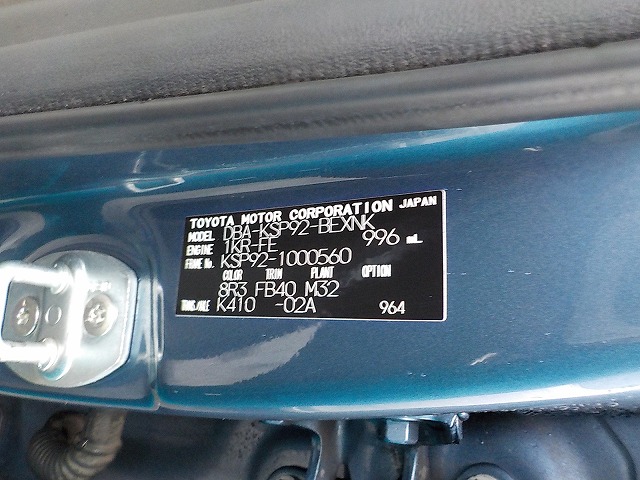 TOYOTA MOTOR CORPORATION JAPAN
MODEL DBA-KSP92-BEXNK
ENGINE 1KR-FE 996 mL
FRAME No. KSP92-1000560
COLOR TRIM PLANT OPTION
8R3 FB40 M32
TRANS/AXLE K410 -02A 964